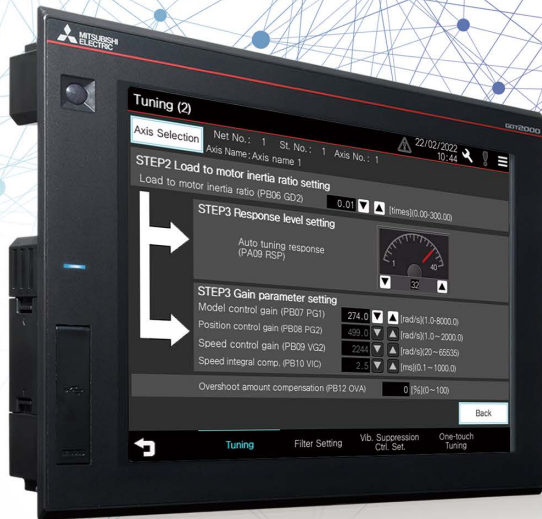 MITSUBISHI
ELECTRIC
GOT2000
Tuning (2)
Axis Selection
Net No.: 1 St. No.: 1 Axis No.: 1
Axis Name: Axis name 1
22/02/2022
10:44
STEP2 Load to motor inertia ratio setting
Load to motor inertia ratio (PB06 GD2) 0.01 [times](0.00-300.00)
STEP3 Response level setting
Auto tuning response
(PA09 RSP)
1 40
32
STEP3 Gain parameter setting
Model control gain (PB07 PG1) 274.0 [rad/s](1.0-8000.0)
Position control gain (PB08 PG2) 499.0 [rad/s](1.0~2000.0)
Speed control gain (PB09 VG2) 2244 [rad/s](20~65535)
Speed integral comp. (PB10 VIC) 2.5 [ms](0.1~1000.0)
Overshoot amount compensation (PB12 OVA) 0 [%](0~100)
Back
Tuning Filter Setting Vib. Suppression
Ctrl. Set. One-touch
Tuning